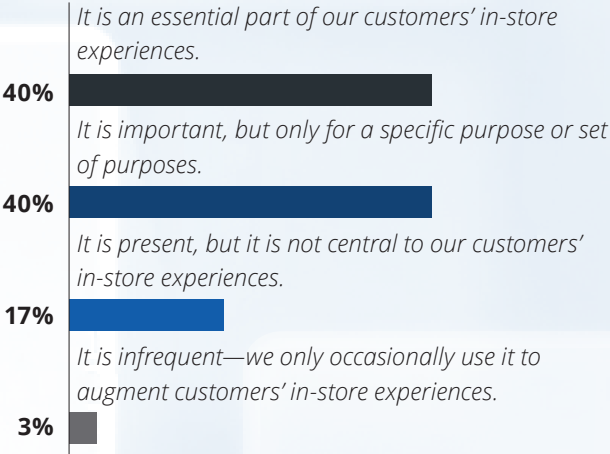 It is an essential part of our customers’ in-store
experiences.
40%
It is important, but only for a specific purpose or set
of purposes.
40%
It is present, but it is not central to our customers’
in-store experiences.
17%
It is infrequent—we only occasionally use it to
augment customers’ in-store experiences.
3%